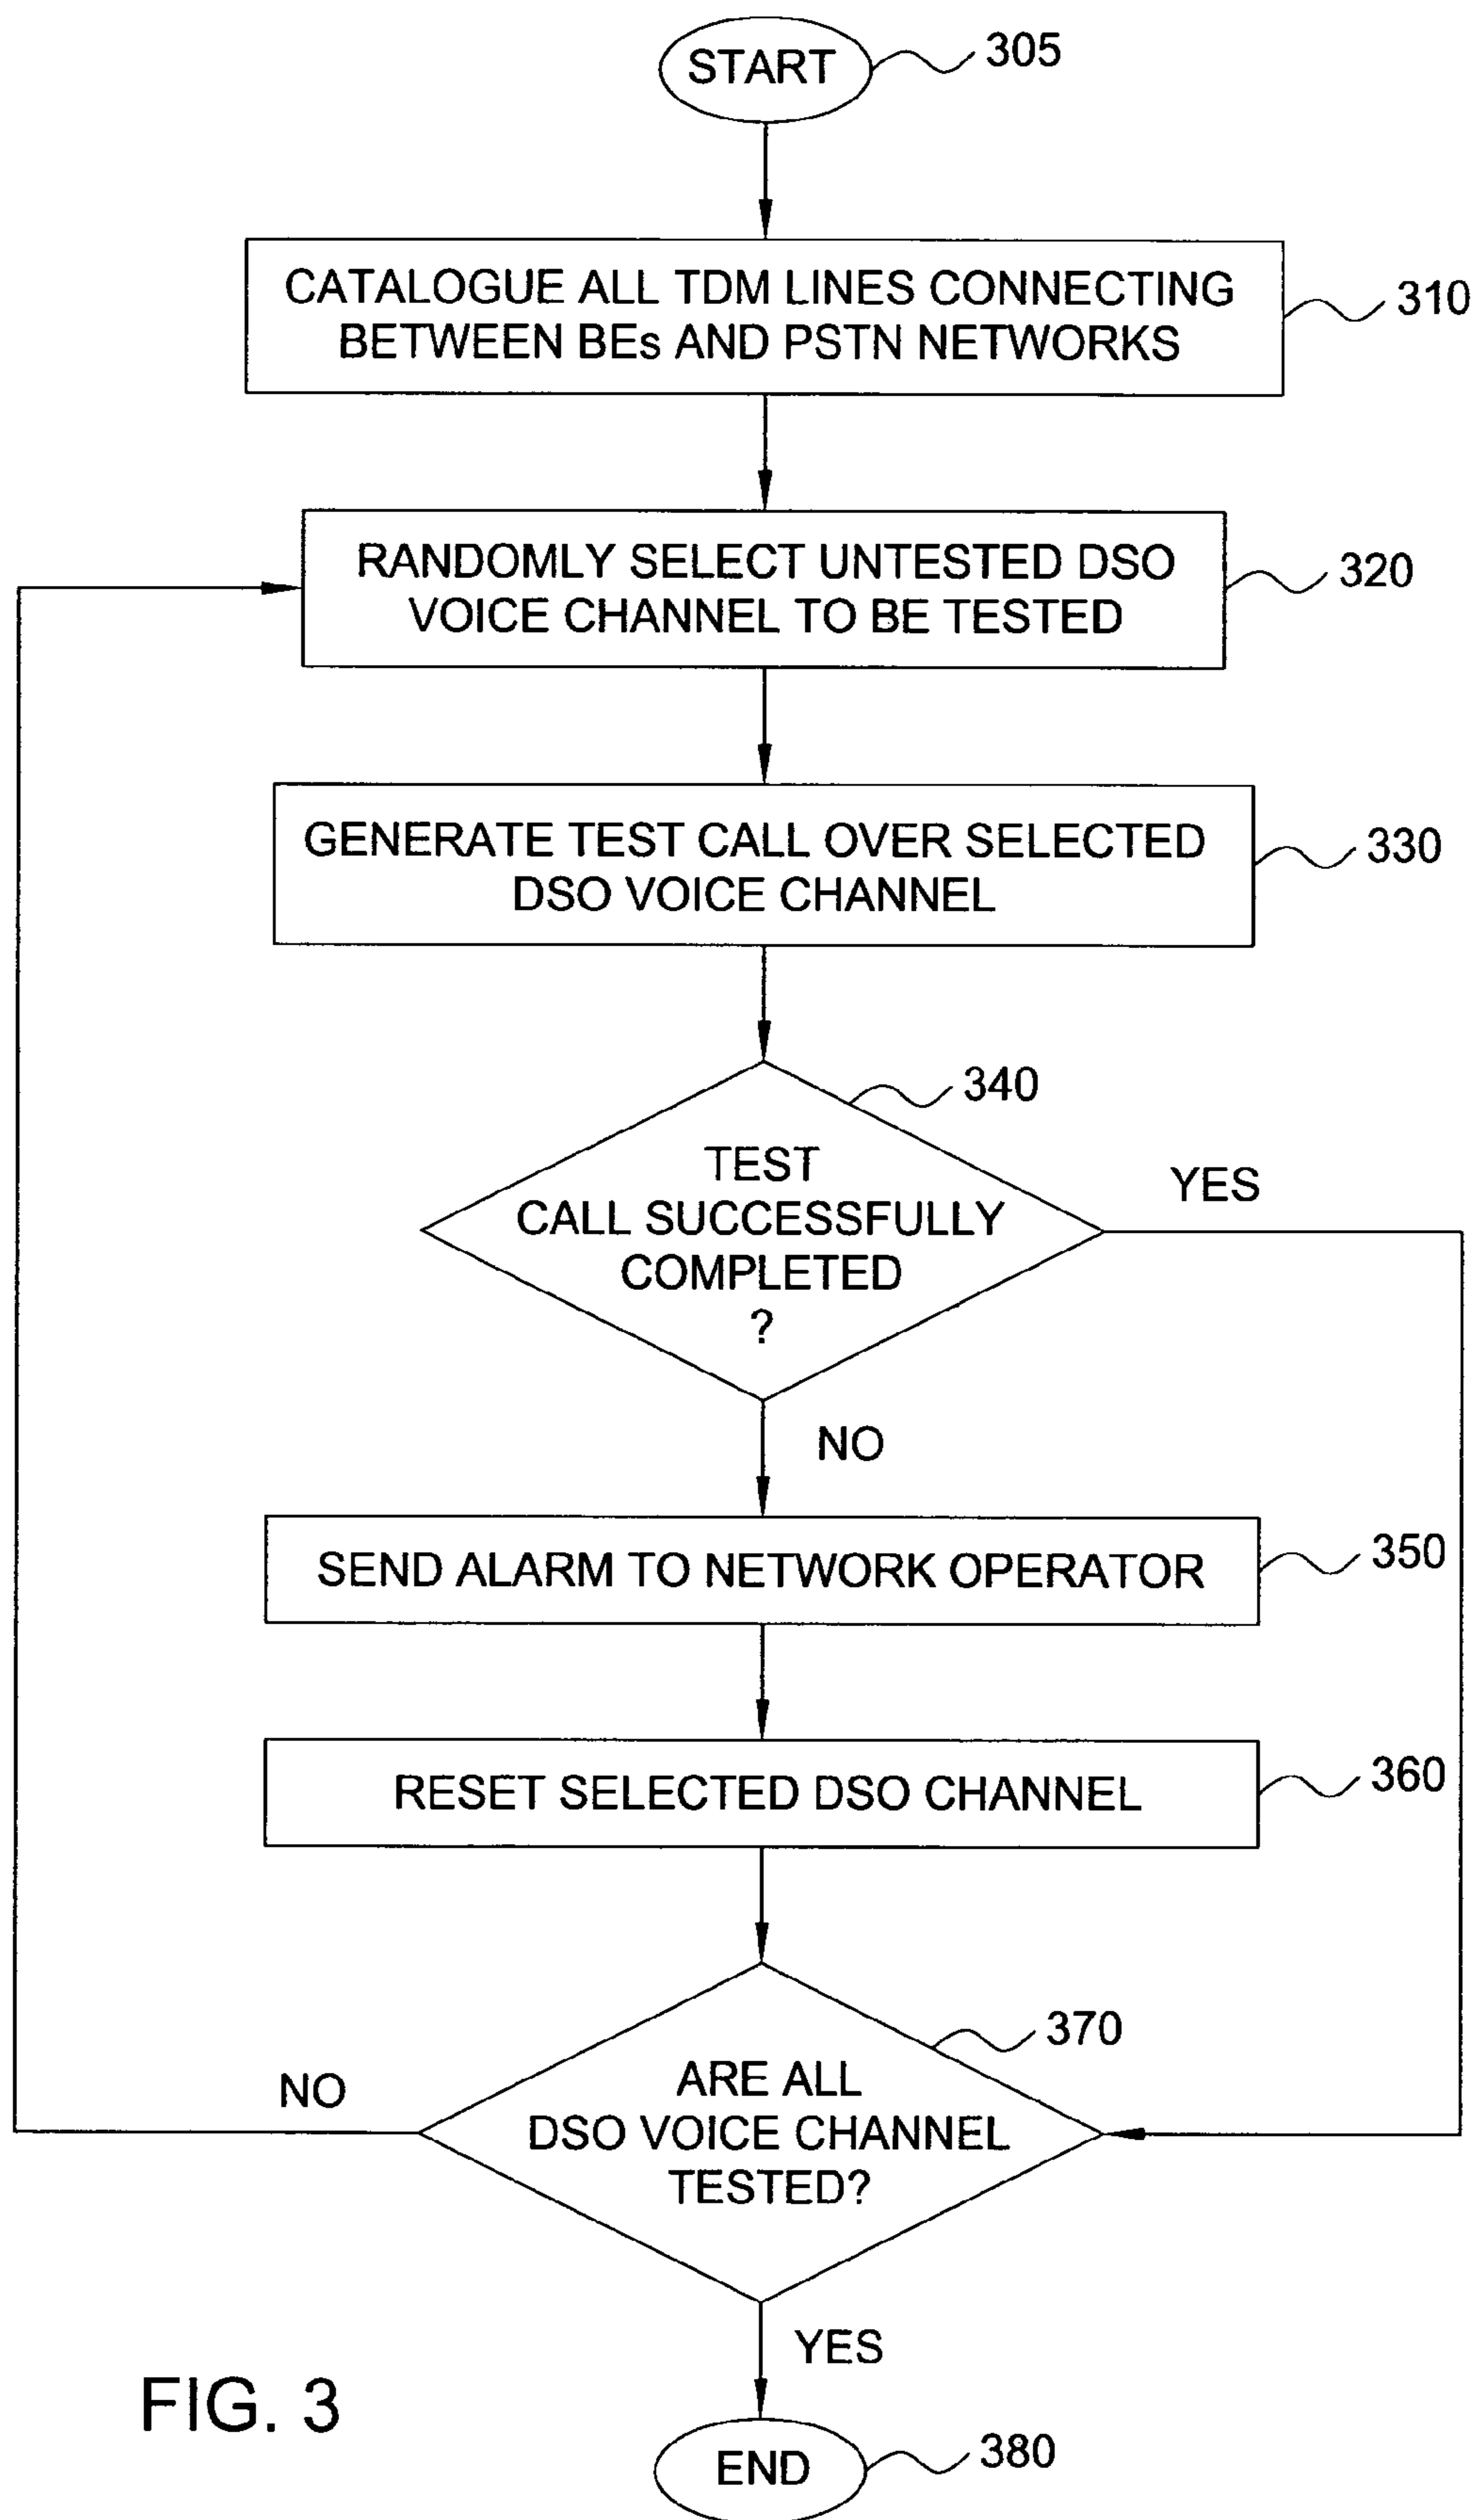 START
305
CATALOGUE ALL TDM LINES CONNECTING
BETWEEN BEs AND PSTN NETWORKS
310
RANDOMLY SELECT UNTESTED DSO
VOICE CHANNEL TO BE TESTED
320
GENERATE TEST CALL OVER SELECTED
DSO VOICE CHANNEL
330
340
TEST
CALL SUCCESSFULLY
COMPLETED
?
YES
NO
SEND ALARM TO NETWORK OPERATOR
350
RESET SELECTED DSO CHANNEL
360
370
ARE ALL
DSO VOICE CHANNEL
TESTED?
NO
YES
FIG. 3
END
380